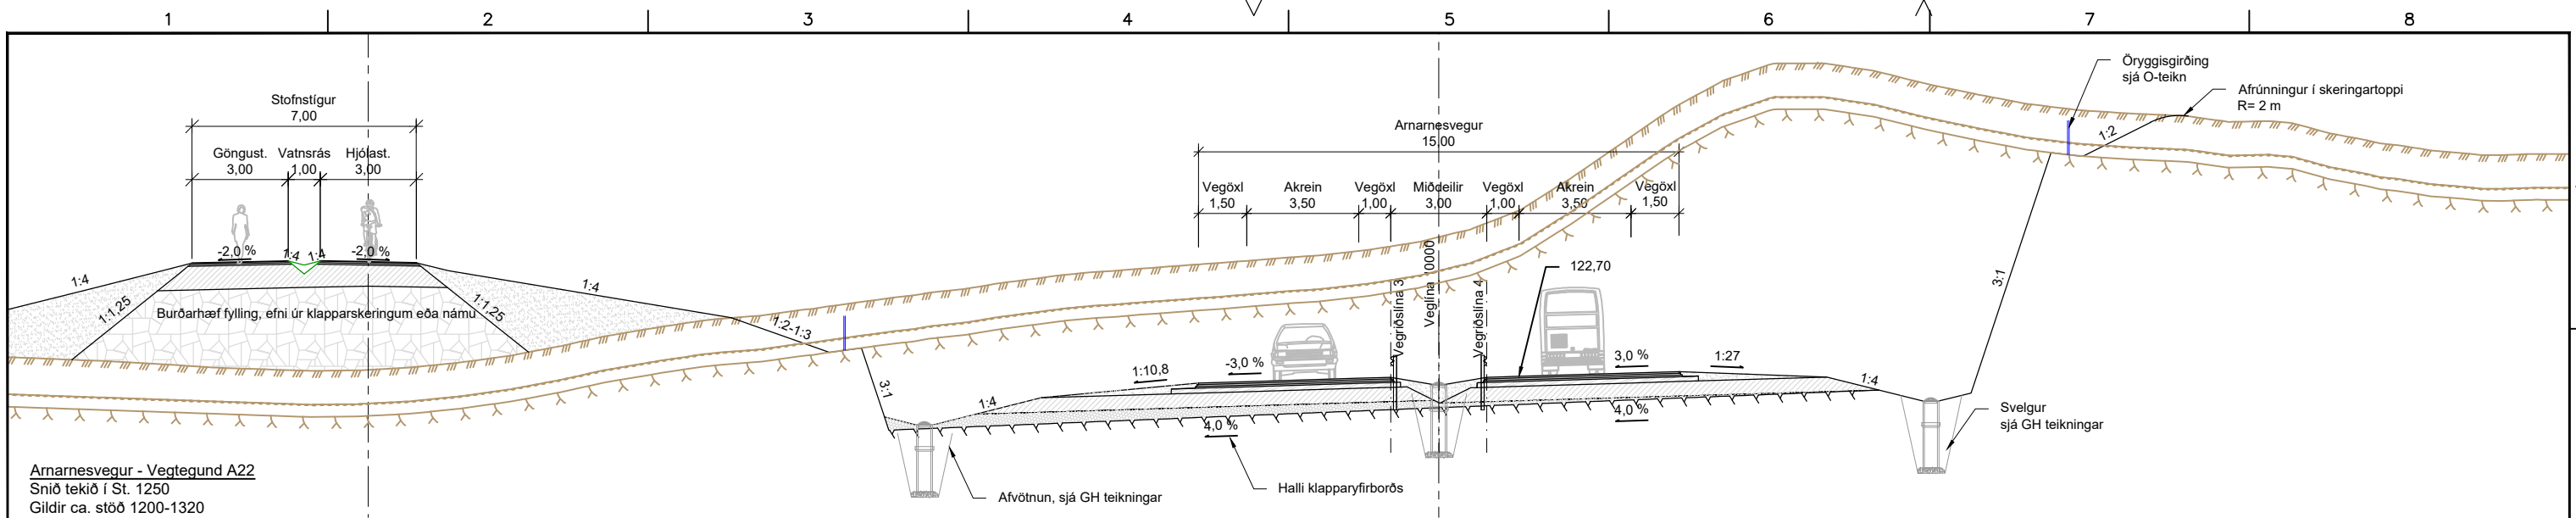 1 2 3 4 5 6 7 8
Stofnstígur
7,00
Göngust. Vatnsrás Hjólast.
3,00 1,00 3,00
-2,0 % 1:4 1:4 -2,0 %
1:4
1:1,25
Burðarhæf fylling, efni úr klapparskeringum eða námu
1:1,25
1:4
1:2-1:3
3:1
Arnarnesvegur
15,00
Vegöxl Akrein Vegöxl Miðdeilir Vegöxl Akrein Vegöxl
1,50 3,50 1,00 3,00 1,00 3,50 1,50
Vegriðslína 3
Veglína 10000
Vegriðslína 4
122,70
1:4
1:10,8
-3,0 %
3,0 %
1:27
1:4
4,0 %
4,0 %
3:1
1:2
Öryggisgirðing
sjá O-teikn
Afrúnningur í skeringartoppi
R= 2 m
Svelgur
sjá GH teikningar
Afvötnun, sjá GH teikningar
Halli klapparyfirborðs
Arnarnesvegur - Vegtegund A22
Snið tekið í St. 1250
Gildir ca. stöð 1200-1320